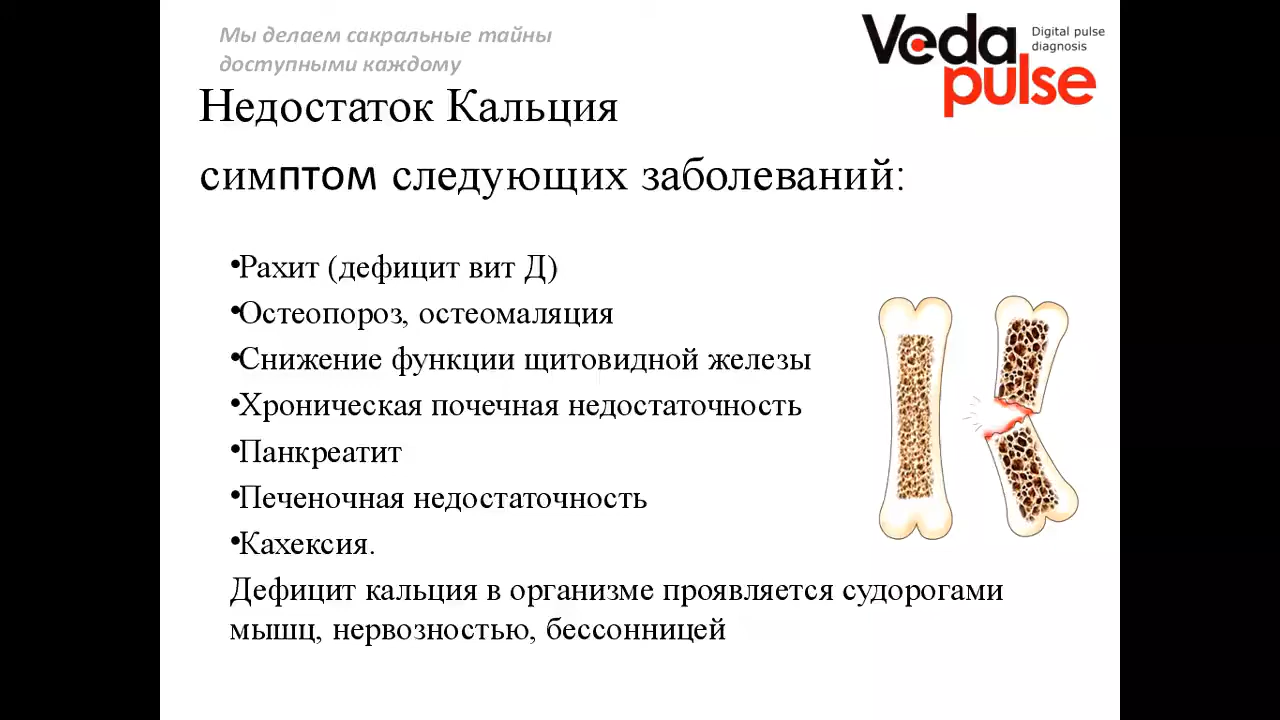 Мы делаем сакральные тайны
доступными каждому
Veda
pulse
Digital pulse
diagnosis
Недостаток Кальция
симптом следующих заболеваний:
•Рахит (дефицит вит Д)
•Остеопороз, остеомаляция
•Снижение функции щитовидной железы
•Хроническая почечная недостаточность
•Панкреатит
•Печеночная недостаточность
•Кахексия.
Дефицит кальция в организме проявляется судорогами
мышц, нервозностью, бессонницей